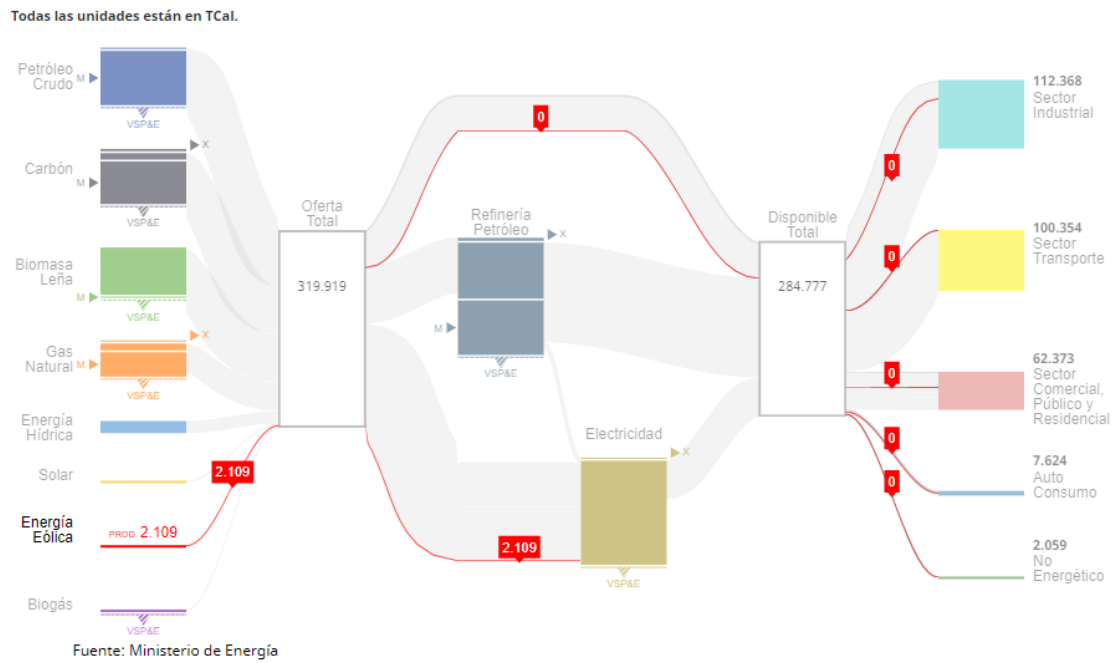 Todas las unidades están en TCal.
Petróleo
Crudo
M
VSP&E
Carbón
M
X
VSP&E
Biomasa
Leña
M
VSP&E
Gas
Natural
M
X
VSP&E
Energía
Hídrica
Solar
2.109
Energía
Eólica
PROD. 2.109
Biogás
VSP&E
Oferta
Total
319.919
0
Refinería
Petróleo
X
M
VSP&E
Electricidad
X
2.109
VSP&E
Disponible
Total
284.777
0
0
0
0
0
112.368
Sector
Industrial
100.354
Sector
Transporte
62.373
Sector
Comercial,
Público y
Residencial
7.624
Auto
Consumo
2.059
No
Energético
Fuente: Ministerio de Energía